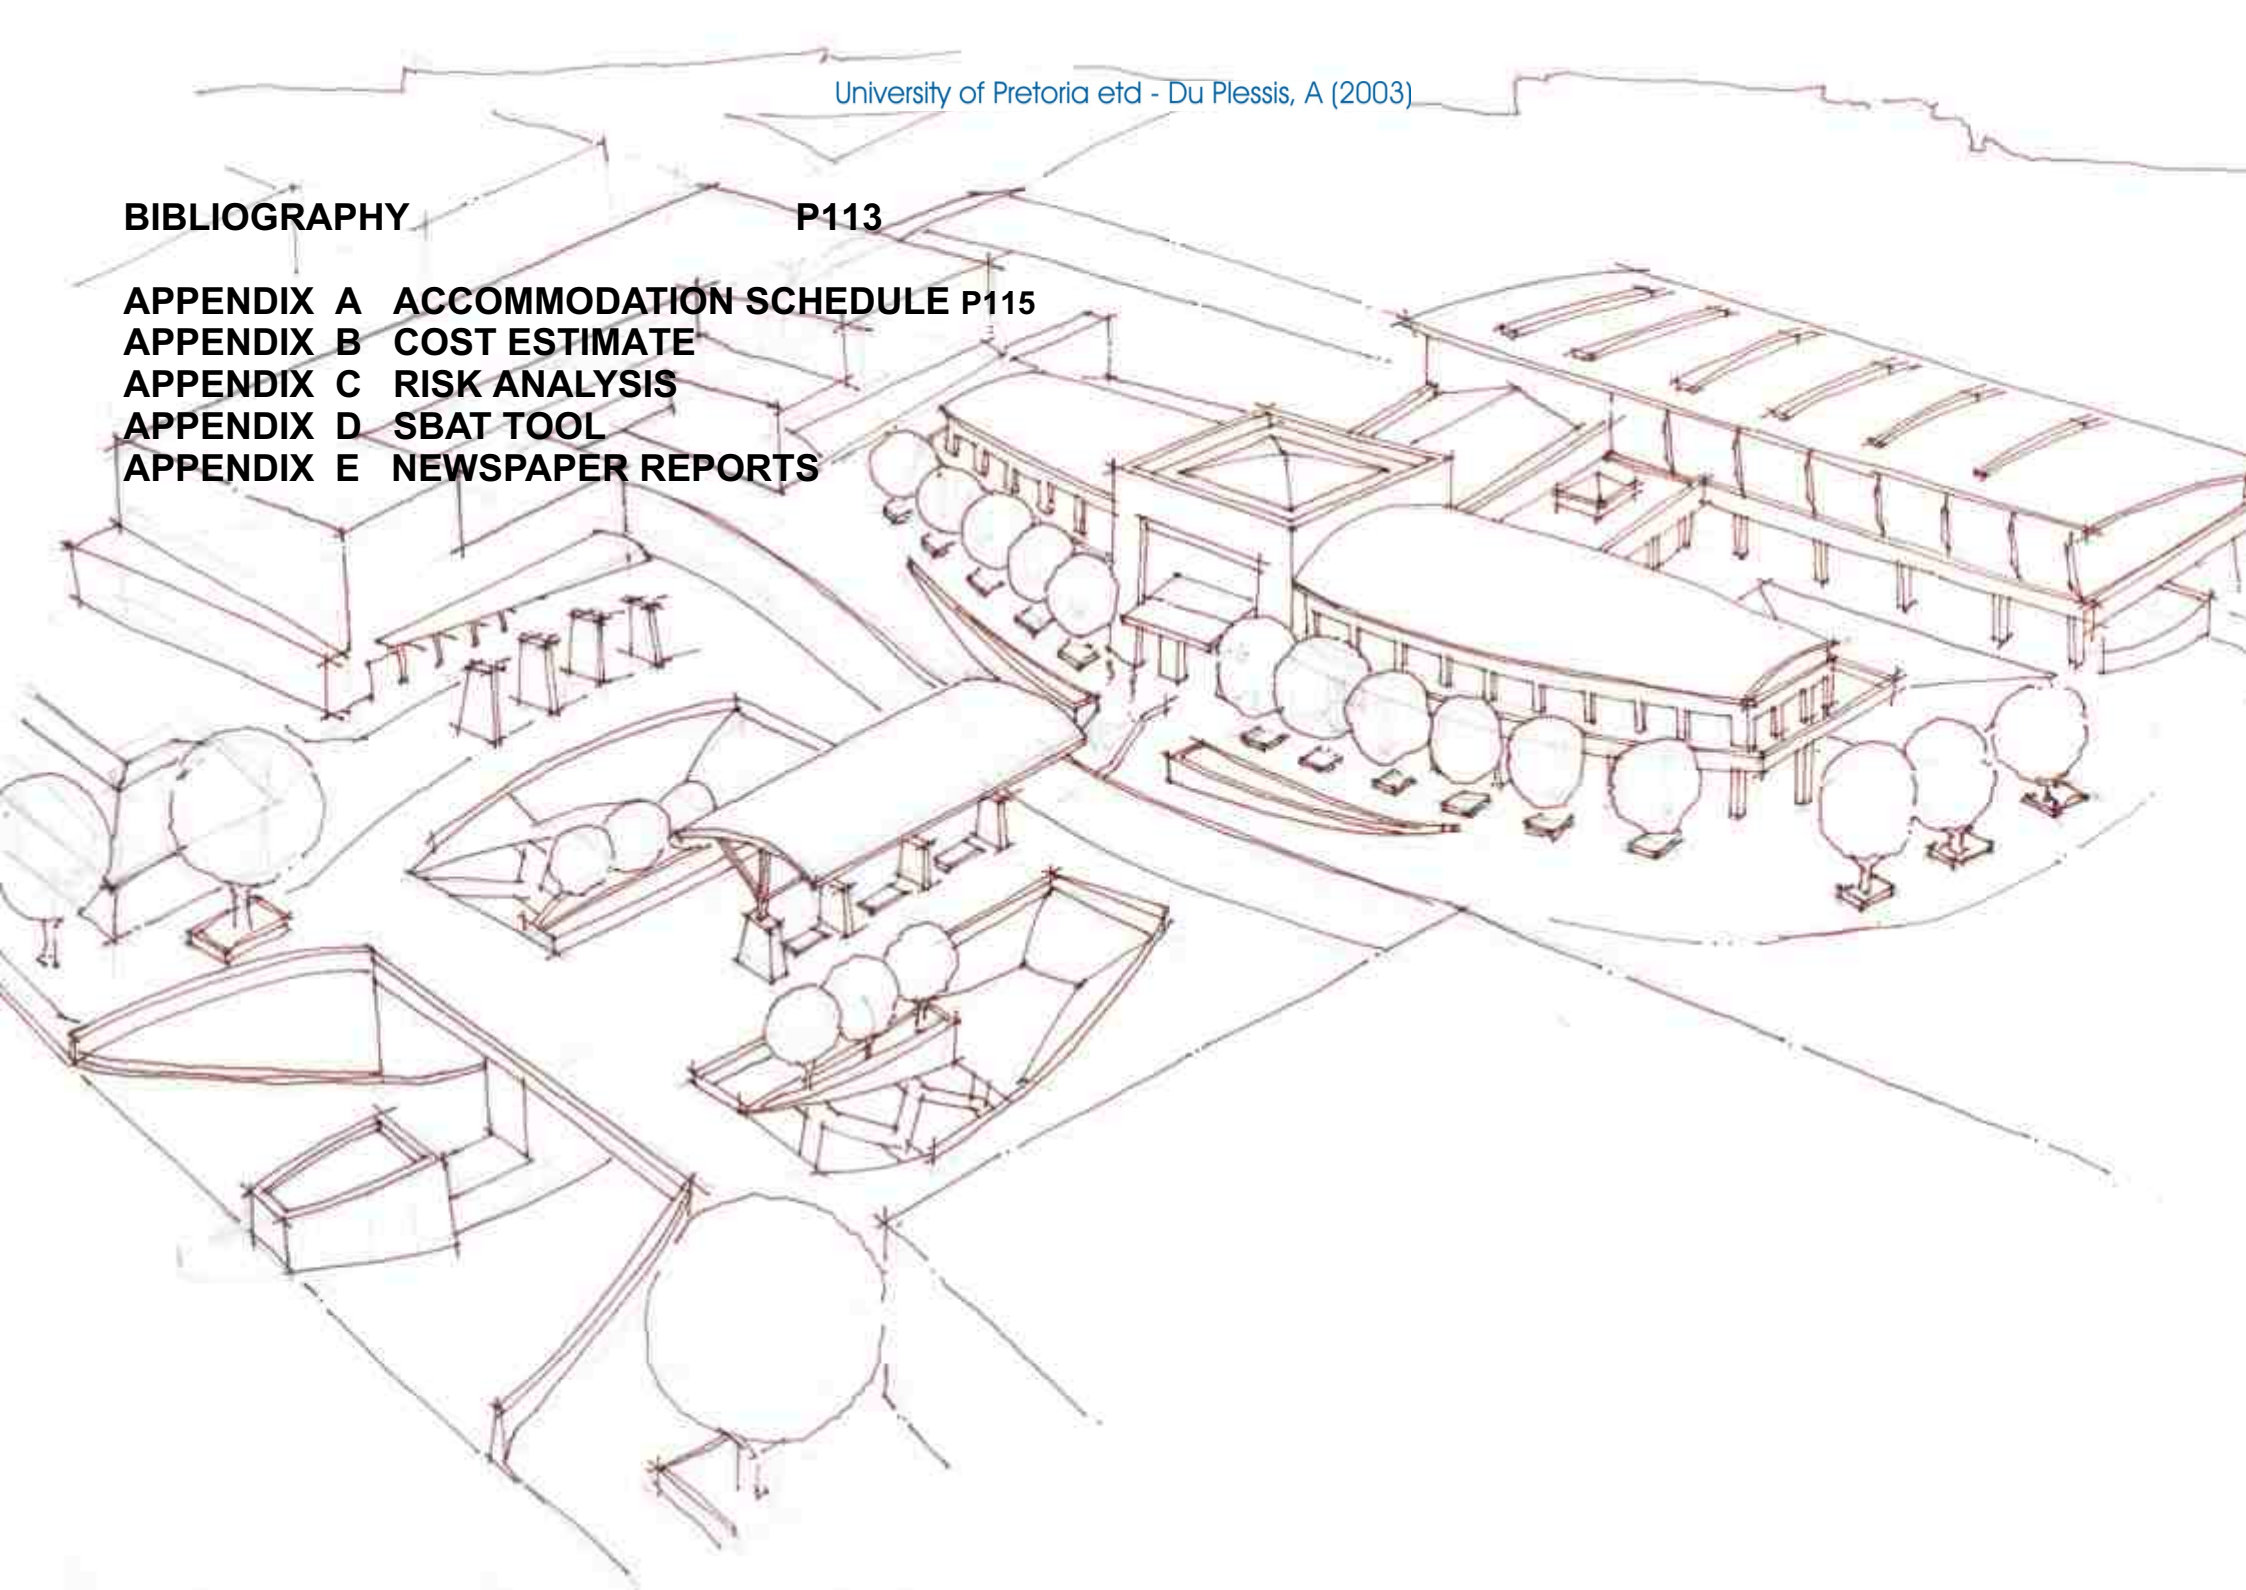 University of Pretoria etd - Du Plessis, A (2003)
BIBLIOGRAPHY P113
APPENDIX A ACCOMMODATION SCHEDULE P115
APPENDIX B COST ESTIMATE
APPENDIX C RISK ANALYSIS
APPENDIX D SBAT TOOL
APPENDIX E NEWSPAPER REPORTS